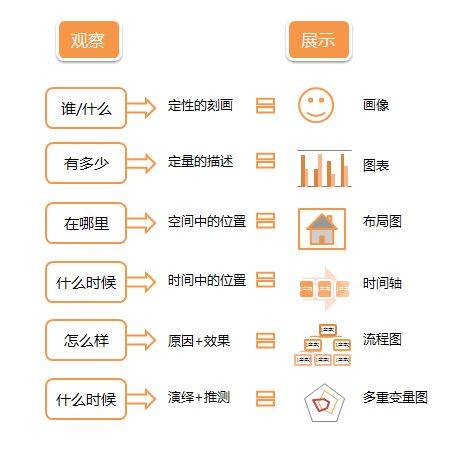 观察 展示
谁/什么 定性的刻画 画像
有多少 定量的描述 图表
在哪里 空间中的位置 布局图
什么时候 时间中的位置 时间轴
怎么样 原因+效果 流程图
什么时候 演绎+推测 多重变量图